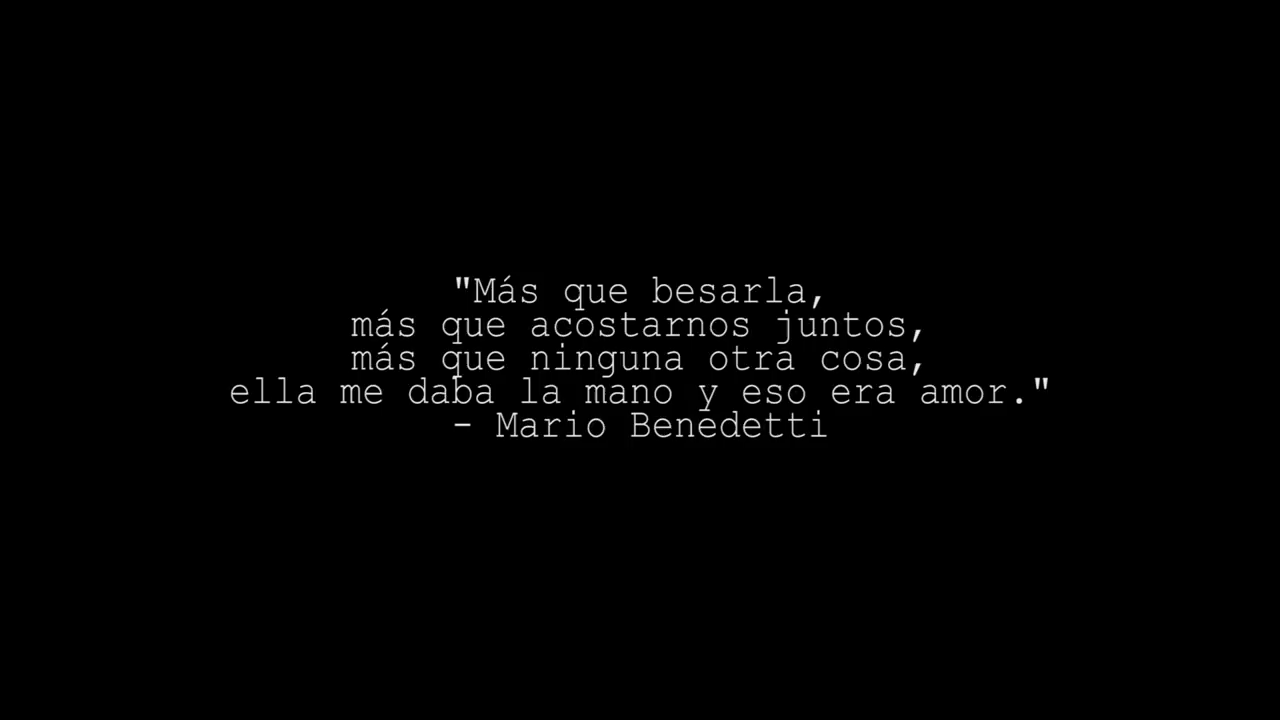 "Más que besarla,
más que acostarnos juntos,
más que ninguna otra cosa,
ella me daba la mano y eso era amor."
- Mario Benedetti